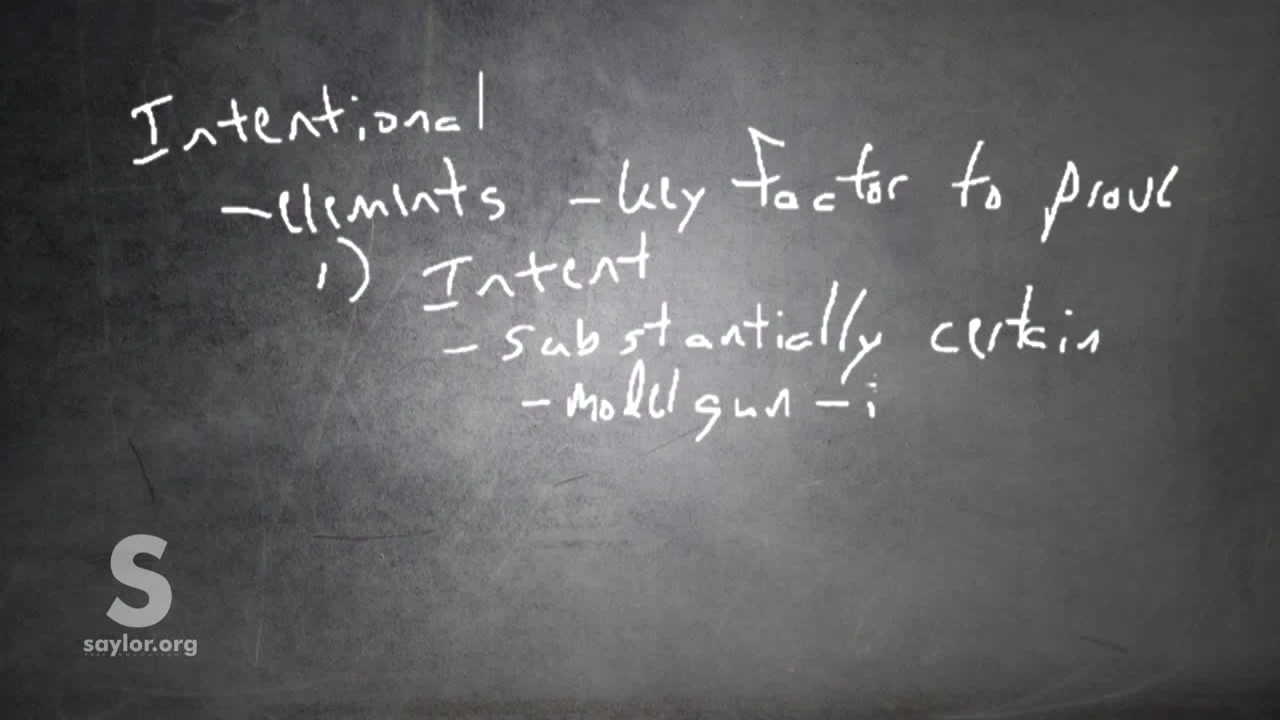 Intentional
- elements - key factor to prove
1) Intent
- substantially certain
- model gun - i
S
saylor.org